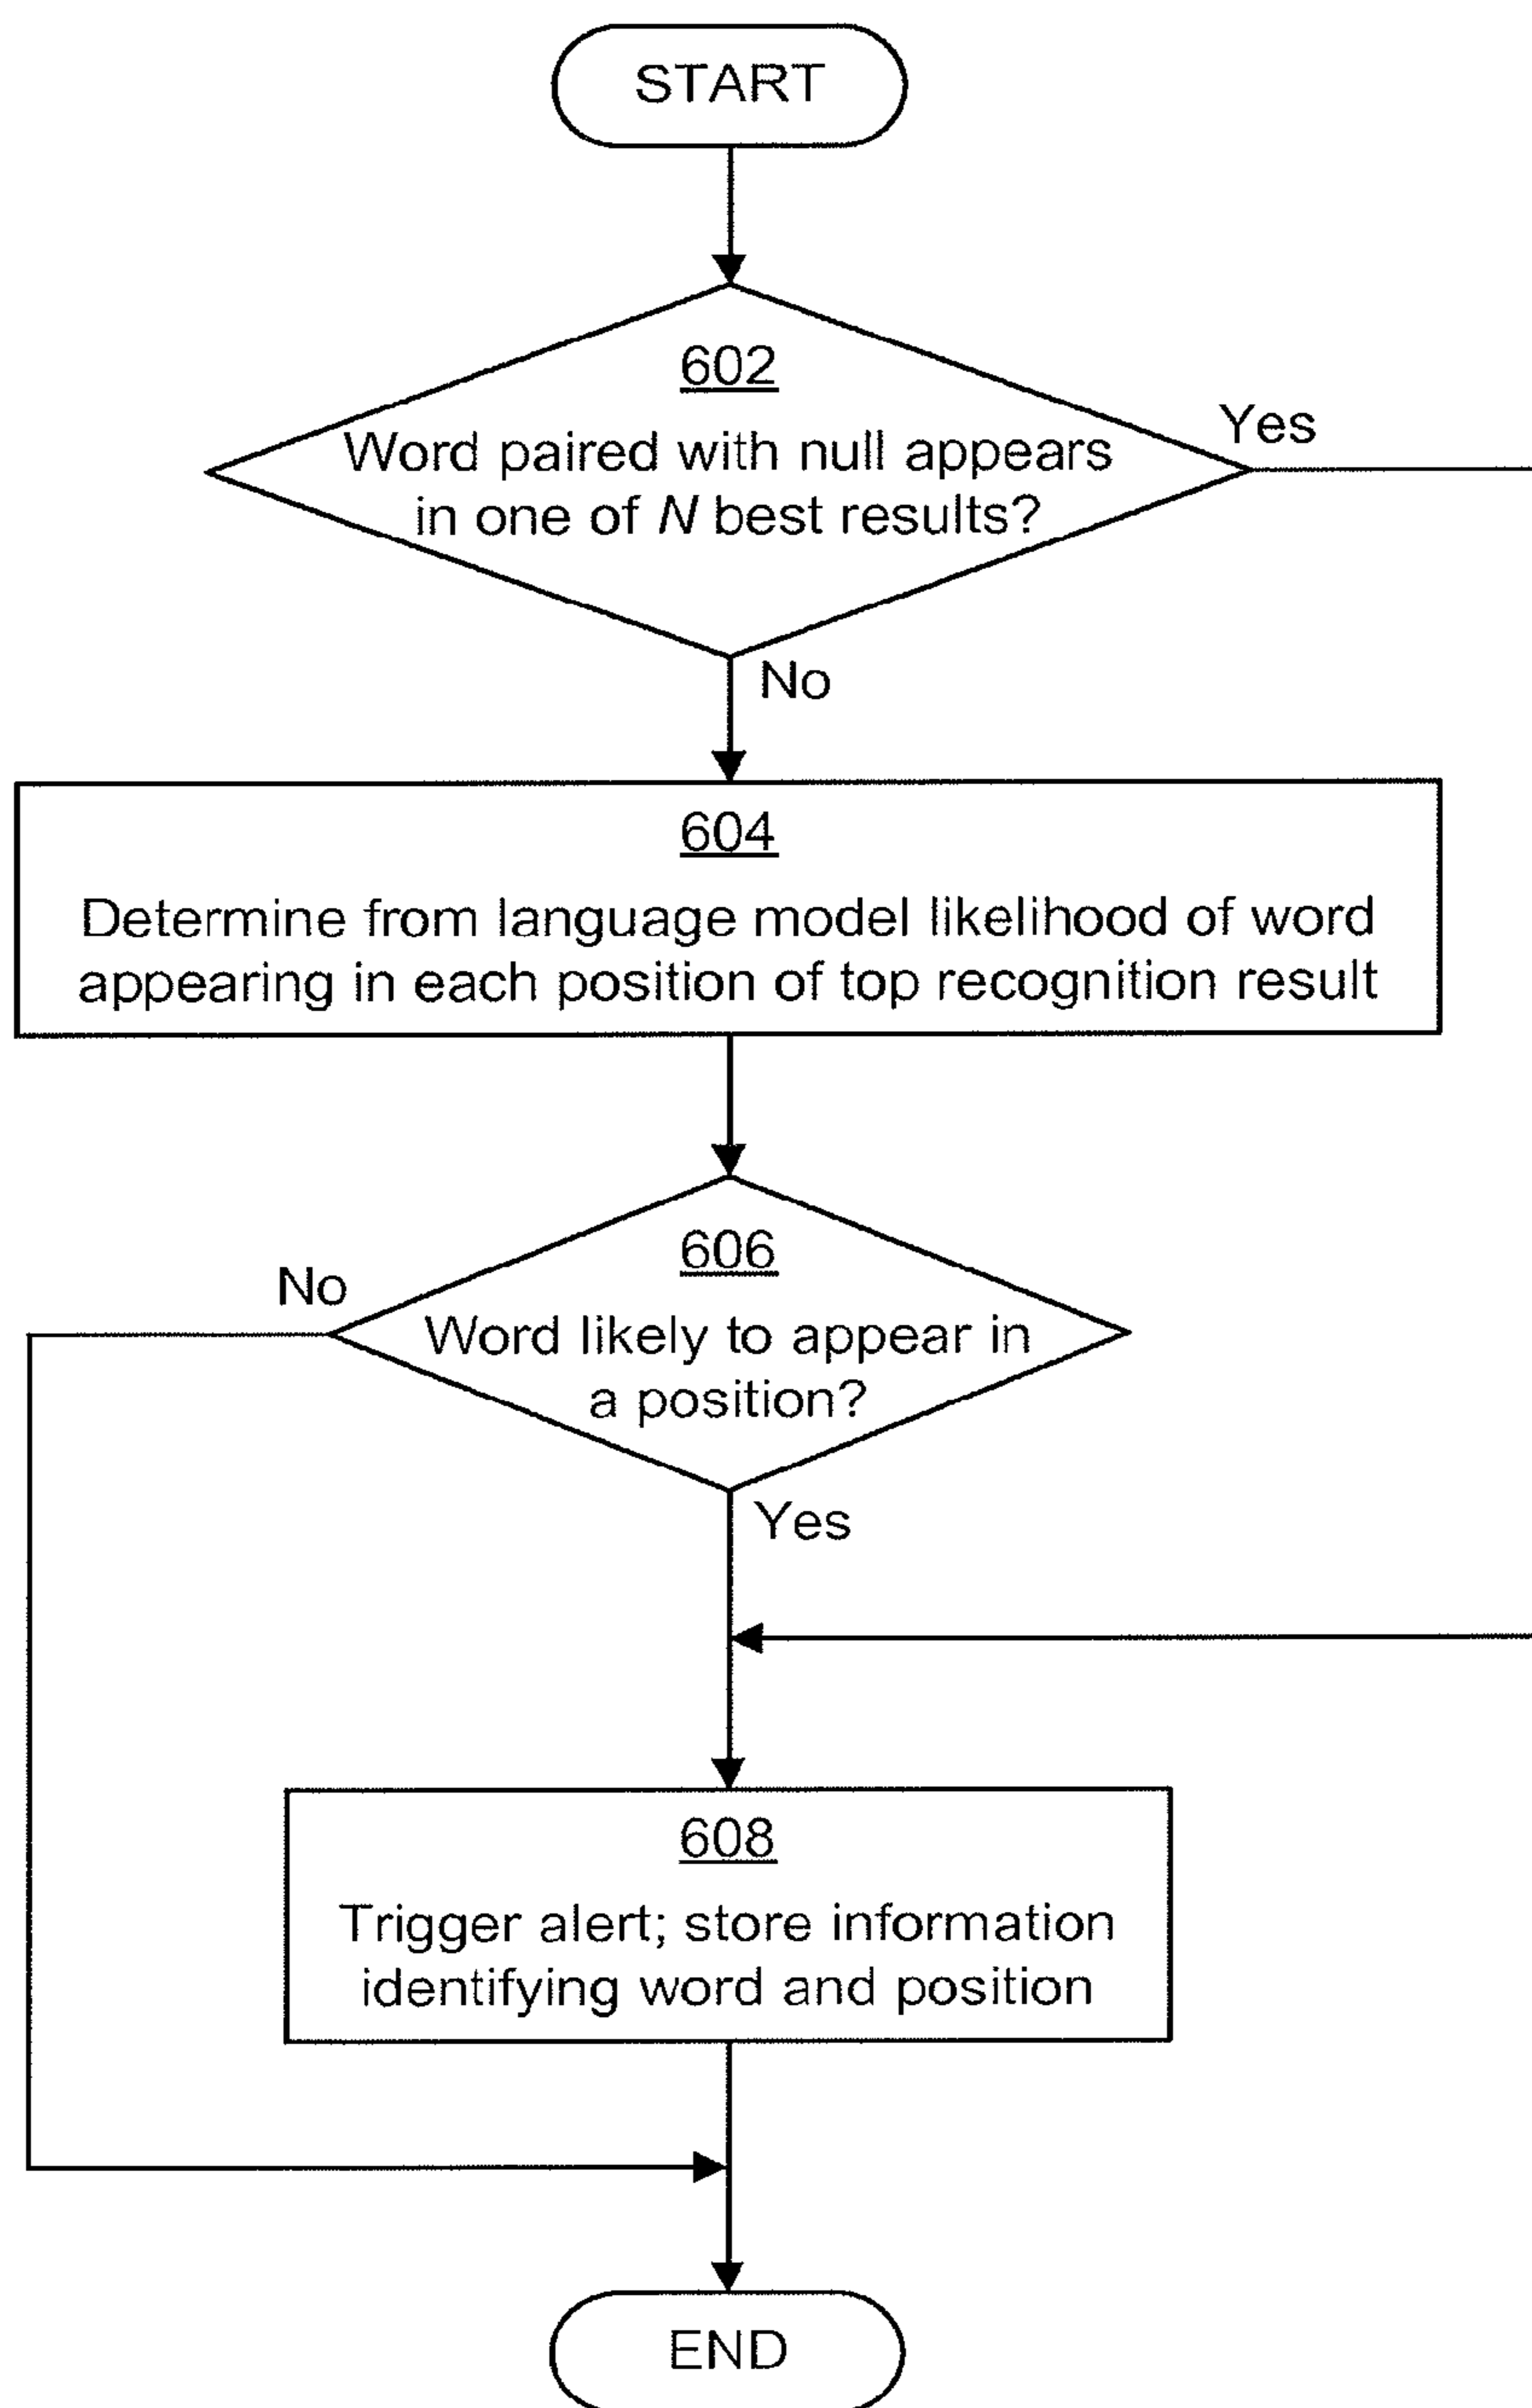 START
602
Word paired with null appears
in one of N best results?
Yes
No
604
Determine from language model likelihood of word
appearing in each position of top recognition result
606
No
Word likely to appear in
a position?
Yes
608
Trigger alert; store information
identifying word and position
END